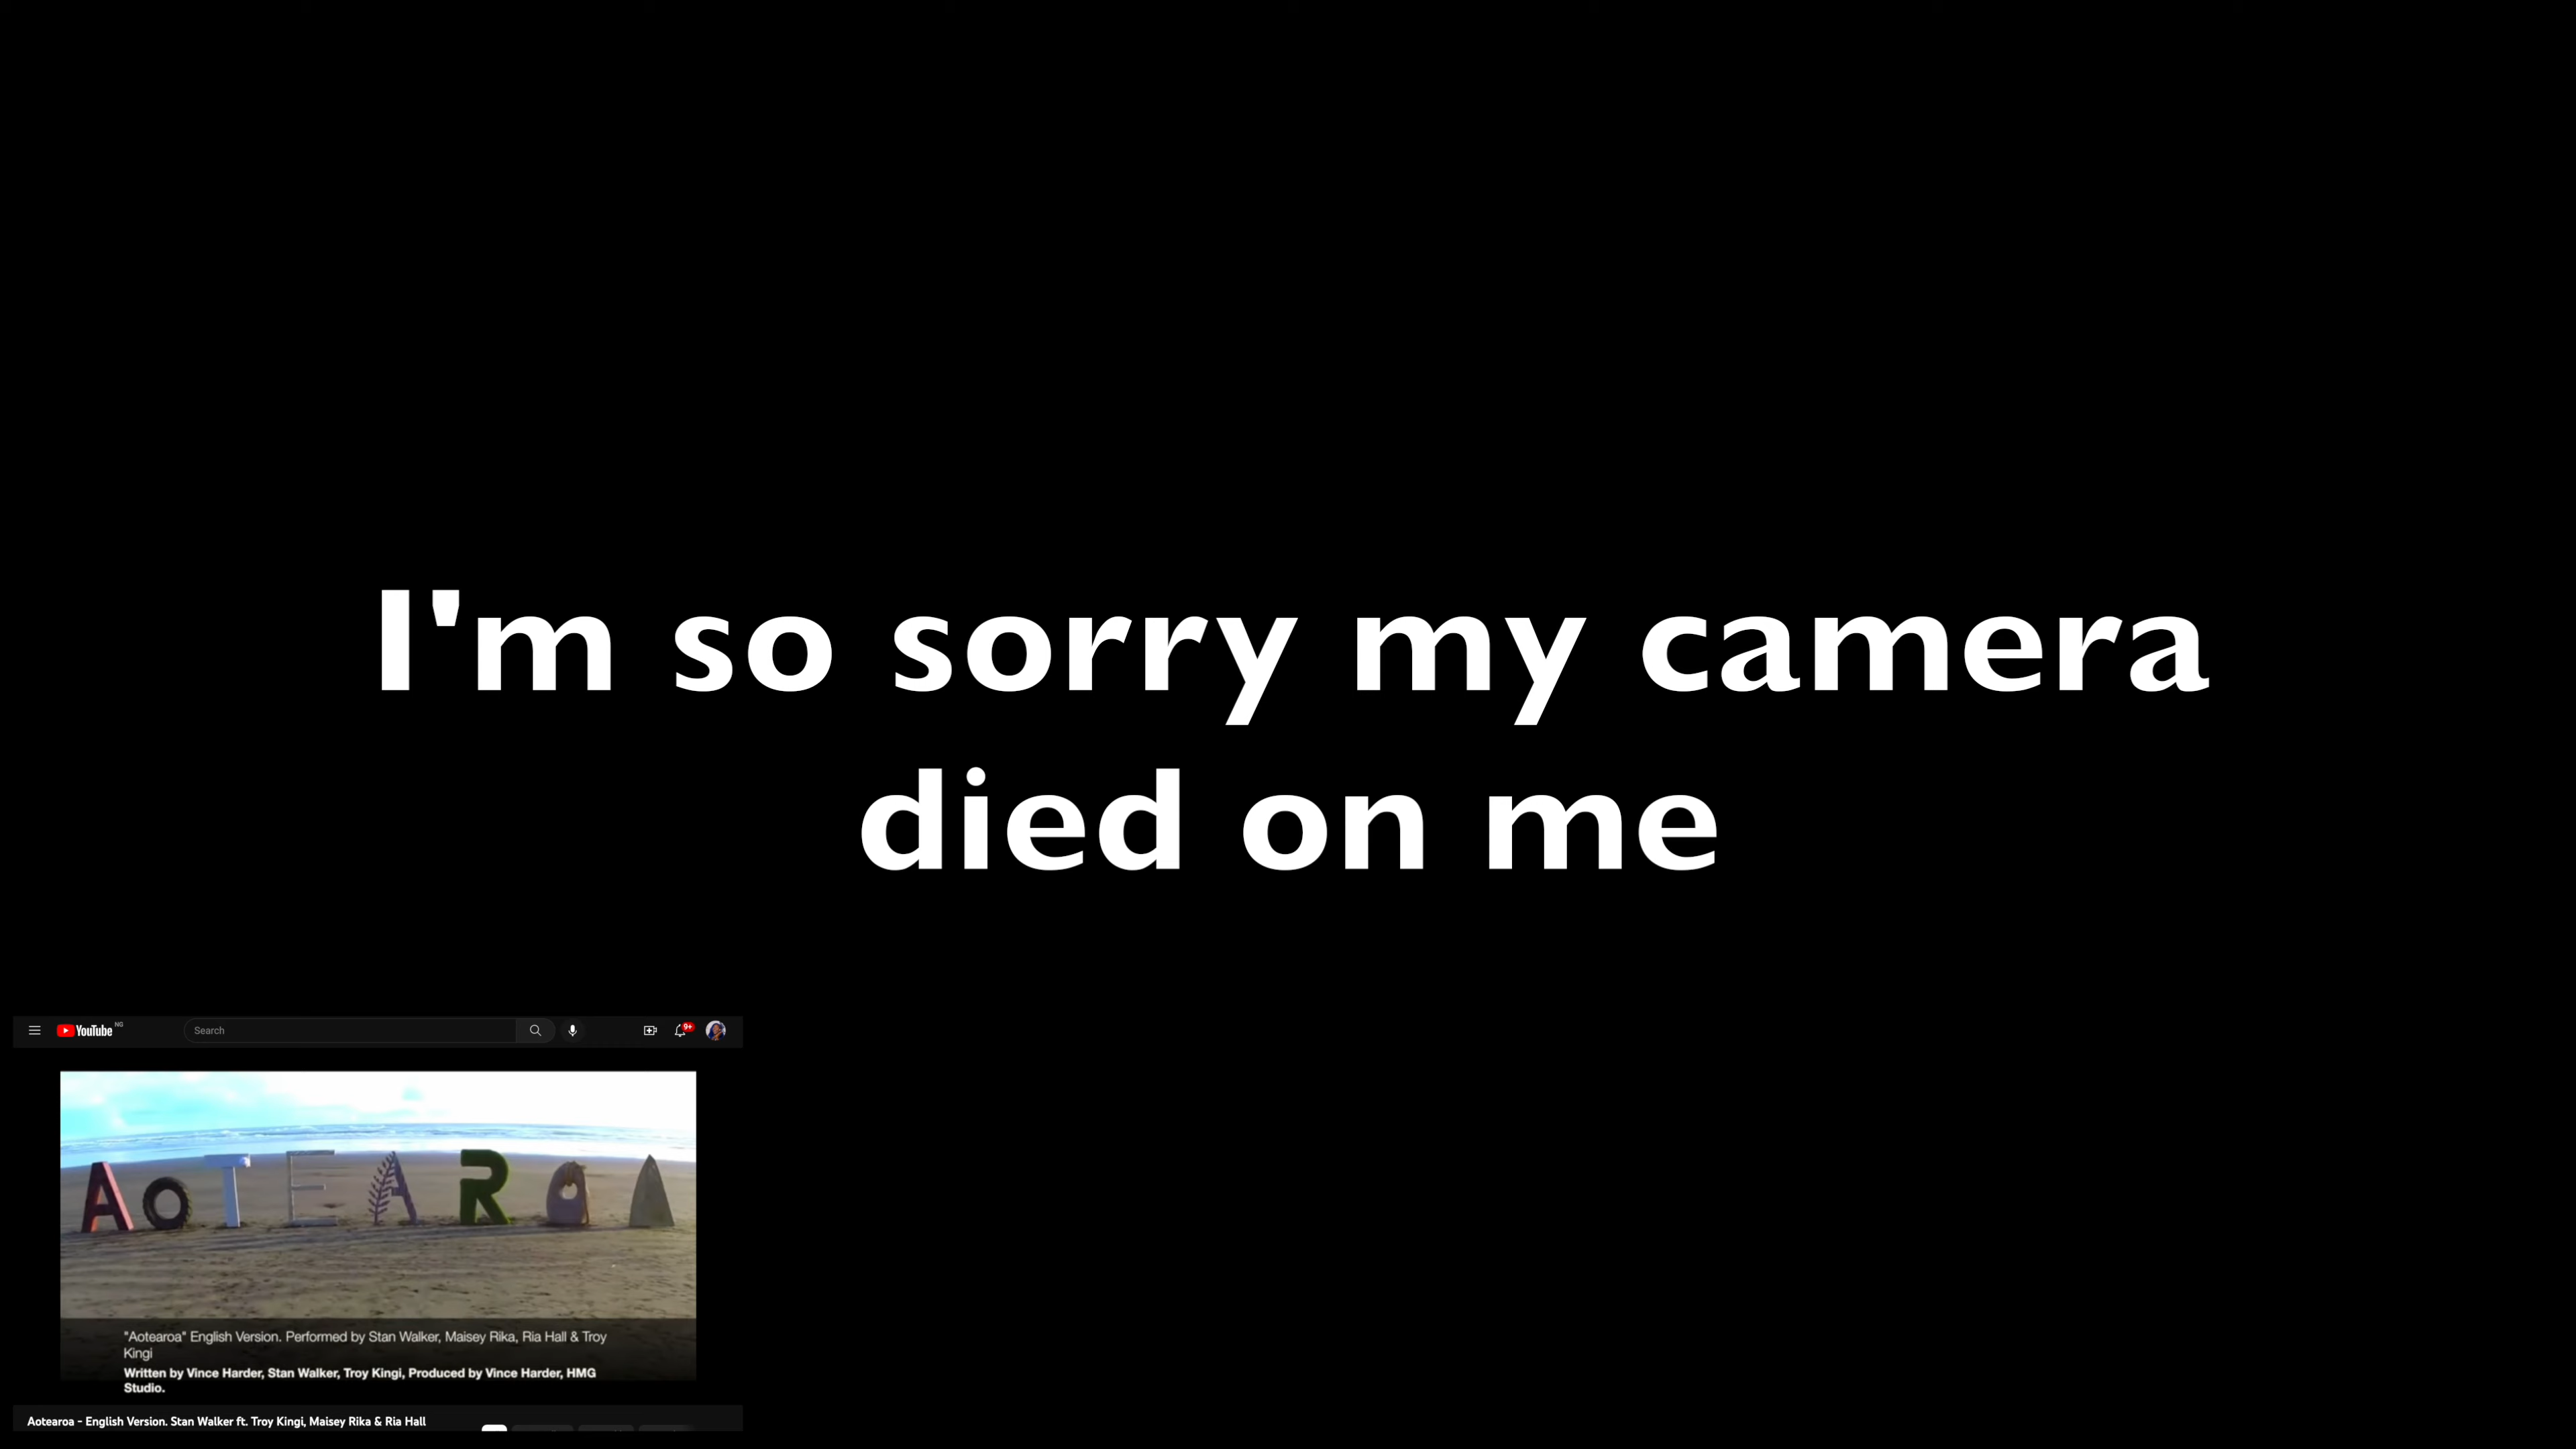 I'm so sorry my camera
died on me
YouTube NG
Search
9+
AOTEAROA
"Aotearoa" English Version. Performed by Stan Walker, Maisey Rika, Ria Hall & Troy
Kingi
Written by Vince Harder, Stan Walker, Troy Kingi, Produced by Vince Harder, HMG
Studio.
Aotearoa - English Version. Stan Walker ft. Troy Kingi, Maisey Rika & Ria Hall